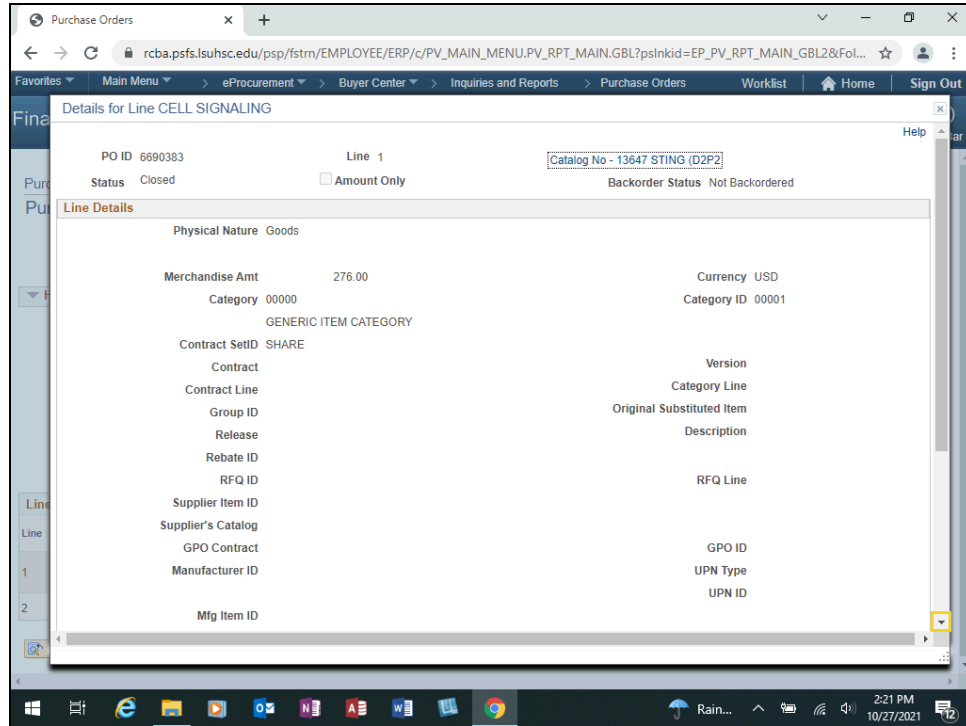 Purchase Orders
rcba.psfs.lsuhsc.edu/psp/fstrn/EMPLOYEE/ERP/c/PV_MAIN_MENU.PV_RPT_MAIN.GBL?pslnkid=EP_PV_RPT_MAIN_GBL2&Fol...
Favorites Main Menu > eProcurement > Buyer Center > Inquiries and Reports > Purchase Orders Worklist Home Sign Out
Fina
Details for Line CELL SIGNALING
Help
PO ID 6690383 Line 1 Catalog No - 13647 STING (D2P2
Status Closed Amount Only Backorder Status Not Backordered
Line Details
Physical Nature Goods
Merchandise Amt 276.00 Currency USD
Category 00000 Category ID 00001
GENERIC ITEM CATEGORY
Contract SetID SHARE
Contract Version
Contract Line Category Line
Group ID Original Substituted Item
Release Description
Rebate ID
RFQ ID RFQ Line
Supplier Item ID
Supplier's Catalog
GPO Contract GPO ID
Manufacturer ID UPN Type
UPN ID
Mfg Item ID
Line
Line
1
2
Rain... 2:21 PM
10/27/2021
12